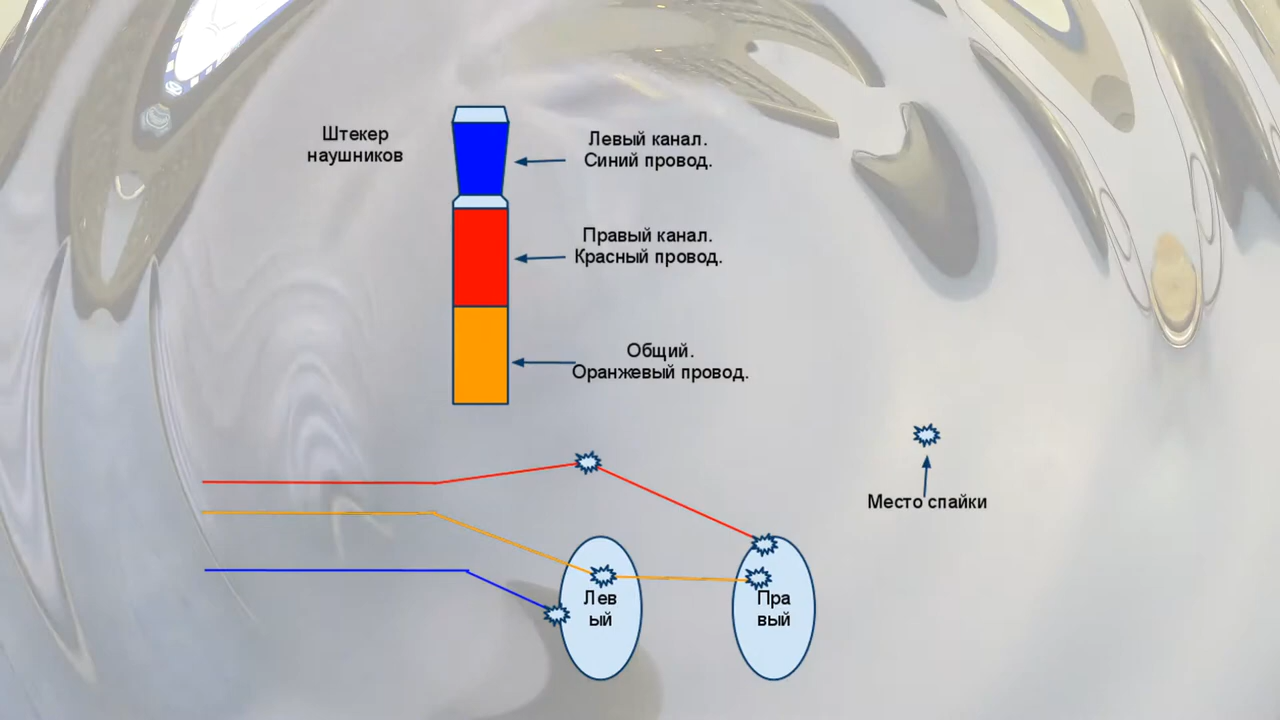 Штекер
наушников
Левый канал.
Синий провод.
Правый канал.
Красный провод.
Общий.
Оранжевый провод.
Место спайки
Лев
ый
Пра
вый